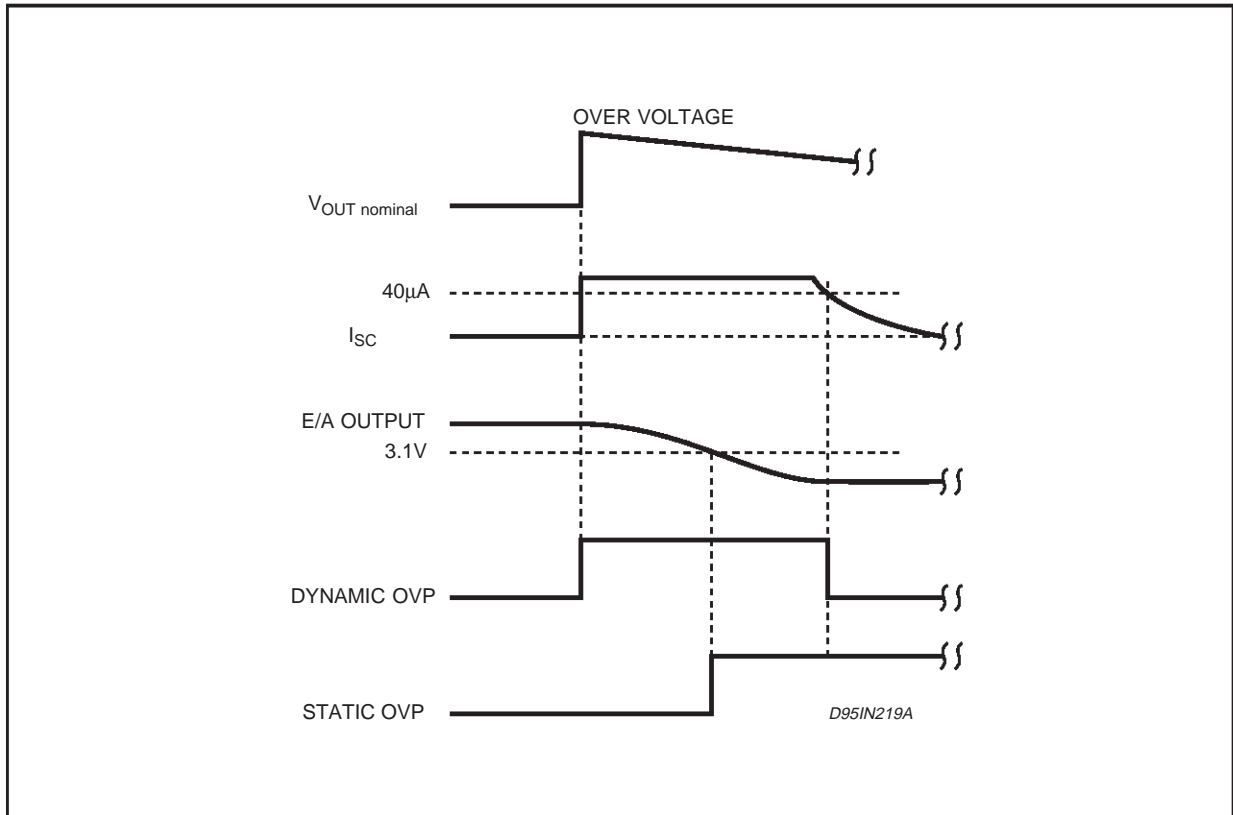 OVER VOLTAGE
VOUT nominal
40µA
ISC
E/A OUTPUT
3.1V
DYNAMIC OVP
STATIC OVP
D95IN219A